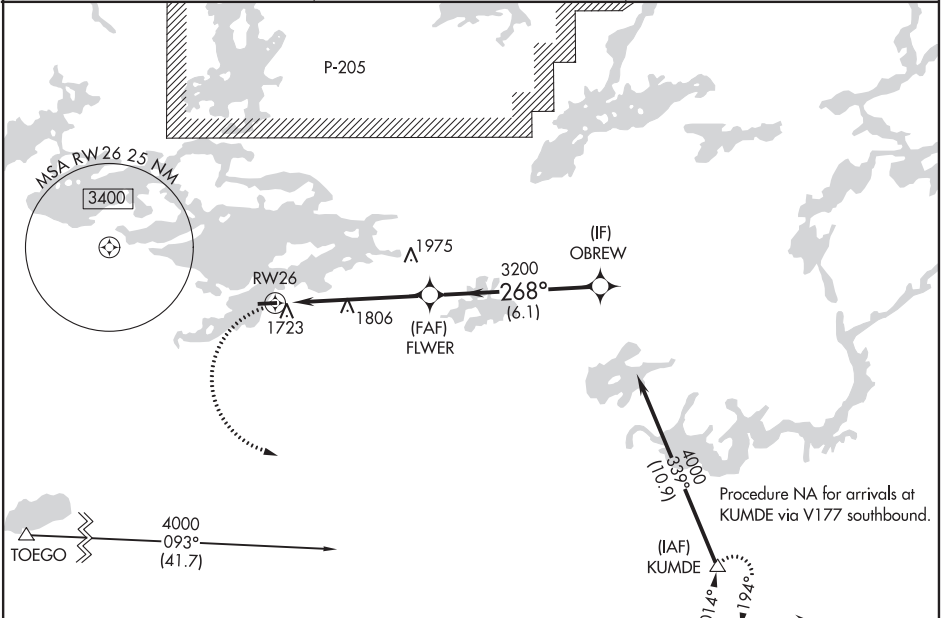 P-205
MSA RW26 25 NM
3400
1975
(IF)
OBREW
RW26
3200
268°
(6.1)
1723
1806
(FAF)
FLWER
4000
339°
(10.9)
Procedure NA for arrivals at
KUMDE via V177 southbound.
TOEGO
4000
093°
(41.7)
(IAF)
KUMDE
014°
194°